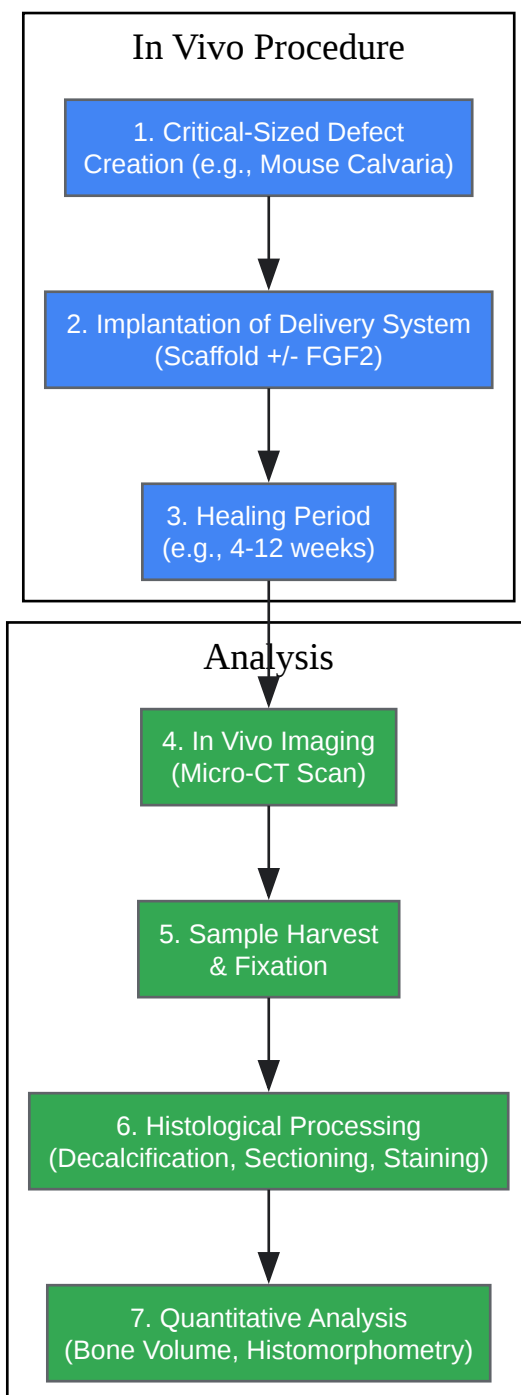 In Vivo Procedure
1. Critical-Sized Defect
Creation (e.g., Mouse Calvaria)
2. Implantation of Delivery System
(Scaffold +/- FGF2)
3. Healing Period
(e.g., 4-12 weeks)
Analysis
4. In Vivo Imaging
(Micro-CT Scan)
5. Sample Harvest
& Fixation
6. Histological Processing
(Decalcification, Sectioning, Staining)
7. Quantitative Analysis
(Bone Volume, Histomorphometry)